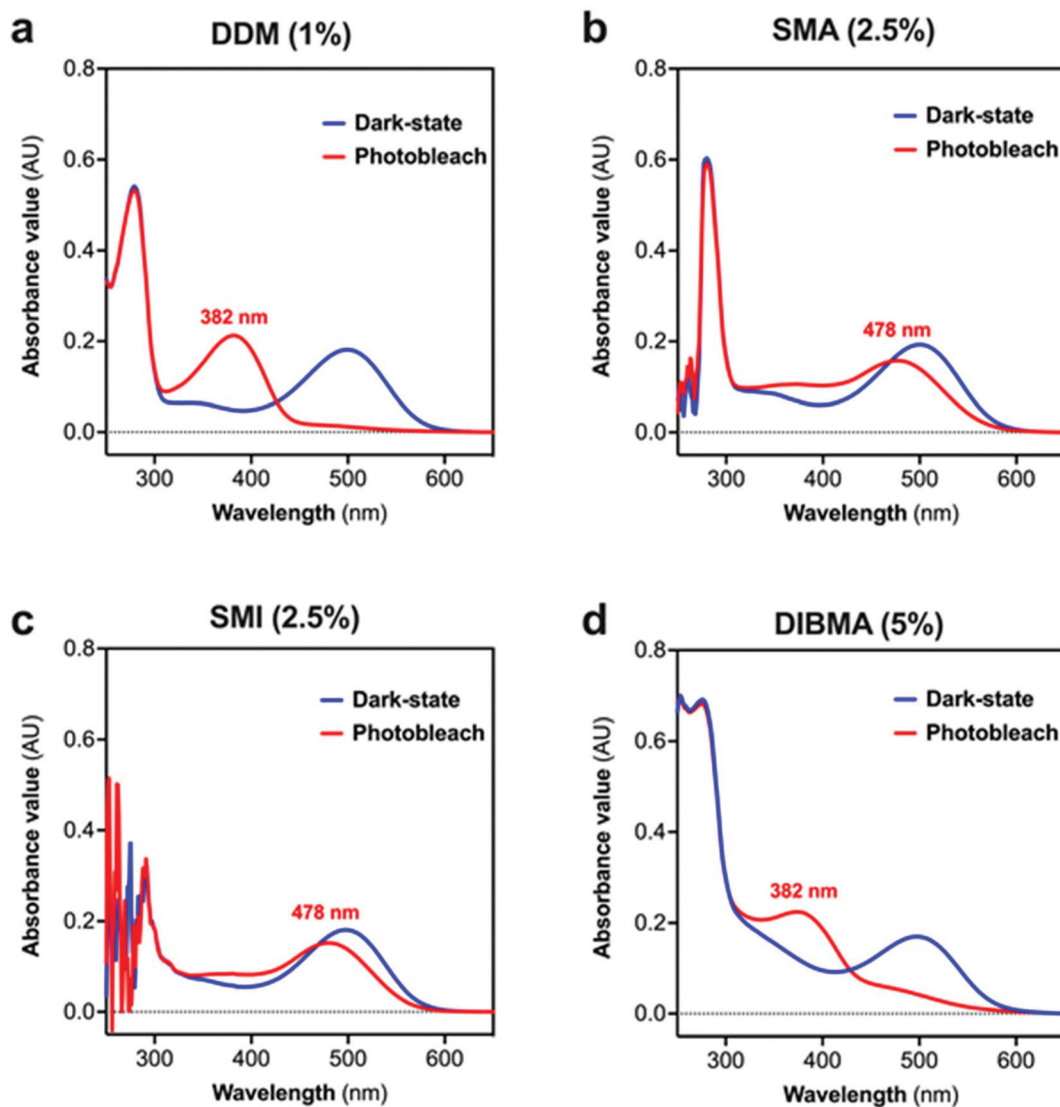 a
DDM (1%)
Absorbance value (AU)
0.8
0.6
0.4
0.2
0.0
Dark-state
Photobleach
382 nm
300
400
500
600
Wavelength (nm)
b
SMA (2.5%)
Absorbance value (AU)
0.8
0.6
0.4
0.2
0.0
Dark-state
Photobleach
478 nm
300
400
500
600
Wavelength (nm)
c
SMI (2.5%)
Absorbance value (AU)
0.8
0.6
0.4
0.2
0.0
Dark-state
Photobleach
478 nm
300
400
500
600
Wavelength (nm)
d
DIBMA (5%)
Absorbance value (AU)
0.8
0.6
0.4
0.2
0.0
Dark-state
Photobleach
382 nm
300
400
500
600
Wavelength (nm)